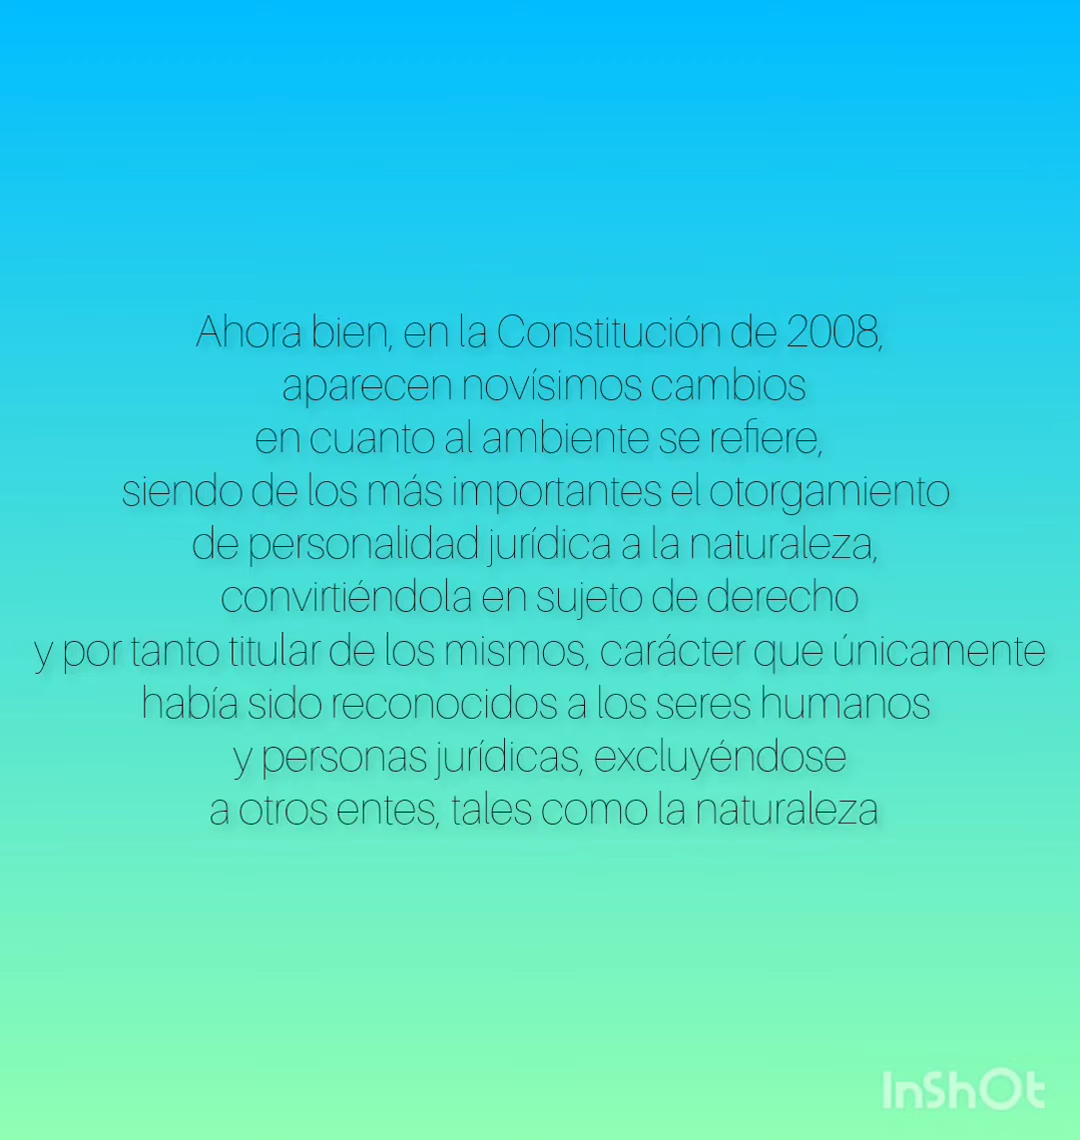 Ahora bien, en la Constitución de 2008,
aparecen novísimos cambios
en cuanto al ambiente se refiere,
siendo de los más importantes el otorgamiento
de personalidad jurídica a la naturaleza,
convirtiéndola en sujeto de derecho
y por tanto titular de los mismos, carácter que únicamente
había sido reconocidos a los seres humanos
y personas jurídicas, excluyéndose
a otros entes, tales como la naturaleza
InShOt